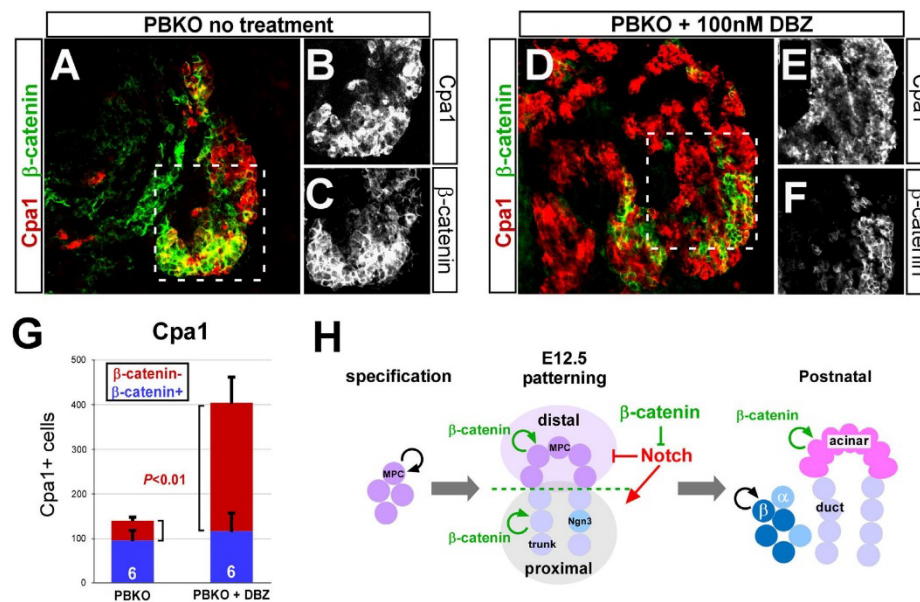 PBKO no treatment
PBKO + 100nM DBZ
A
B
C
D
E
F
Cpa1 β-catenin
Cpa1
β-catenin
Cpa1 β-catenin
Cpa1
β-catenin
G
Cpa1
β-catenin-
β-catenin+
Cpa1+ cells
500
400
300
200
100
0
P<0.01
6
6
PBKO
PBKO + DBZ
H
specification
E12.5
patterning
Postnatal
MPC
distal
β-catenin
MPC
β-catenin
Notch
β-catenin
trunk
Ngn3
proximal
β-catenin
acinar
β
α
duct